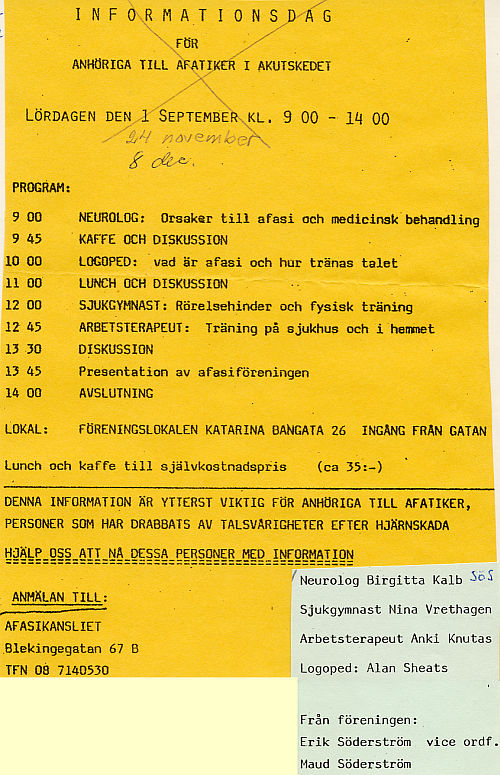 INFORMATIONSDAG
FÖR
ANHÖRIGA TILL AFATIKER I AKUTSKEDET
LÖRDAGEN DEN 1 SEPTEMBER KL. 9 00 - 14 00
24 november
8 dec.
PROGRAM:
9 00 NEUROLOG: Orsaker till afasi och medicinsk behandling
9 45 KAFFE OCH DISKUSSION
10 00 LOGOPED: vad är afasi och hur tränas talet
11 00 LUNCH OCH DISKUSSION
12 00 SJUKGYMNAST: Rörelsehinder och fysisk träning
12 45 ARBETSTERAPEUT: Träning på sjukhus och i hemmet
13 30 DISKUSSION
13 45 Presentation av afasiföreningen
14 00 AVSLUTNING
LOKAL: FÖRENINGSLOKALEN KATARINA BANGATA 26 INGÅNG FRÅN GATAN
Lunch och kaffe till självkostnadspris (ca 35:-)
DENNA INFORMATION ÄR YTTERST VIKTIG FÖR ANHÖRIGA TILL AFATIKER,
PERSONER SOM HAR DRABBATS AV TALSVÅRIGHETER EFTER HJÄRNSKADA
HJÄLP OSS ATT NÅ DESSA PERSONER MED INFORMATION
ANMÄLAN TILL:
AFASIKANSLIET
Blekingegatan 67 B
TFN 08 7140530
Neurolog Birgitta Kalb SÖS
Sjukgymnast Nina Vrethagen
Arbetsterapeut Anki Knutas
Logoped: Alan Sheats
Från föreningen:
Erik Söderström vice ordf.
Maud Söderström